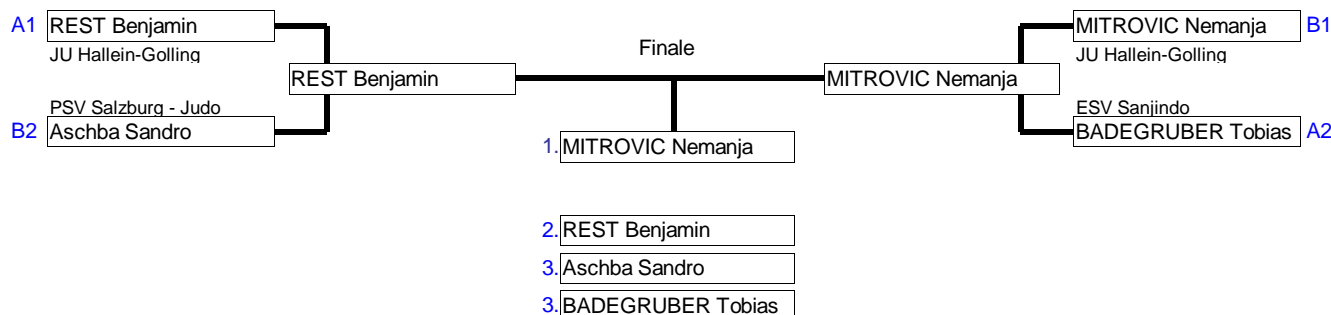 A1 REST Benjamin
JU Hallein-Golling
REST Benjamin
PSV Salzburg - Judo
B2 Aschba Sandro
Finale
MITROVIC Nemanja B1
JU Hallein-Golling
MITROVIC Nemanja
ESV Sanjindo
BADEGRUBER Tobias A2
1. MITROVIC Nemanja
2. REST Benjamin
3. Aschba Sandro
3. BADEGRUBER Tobias